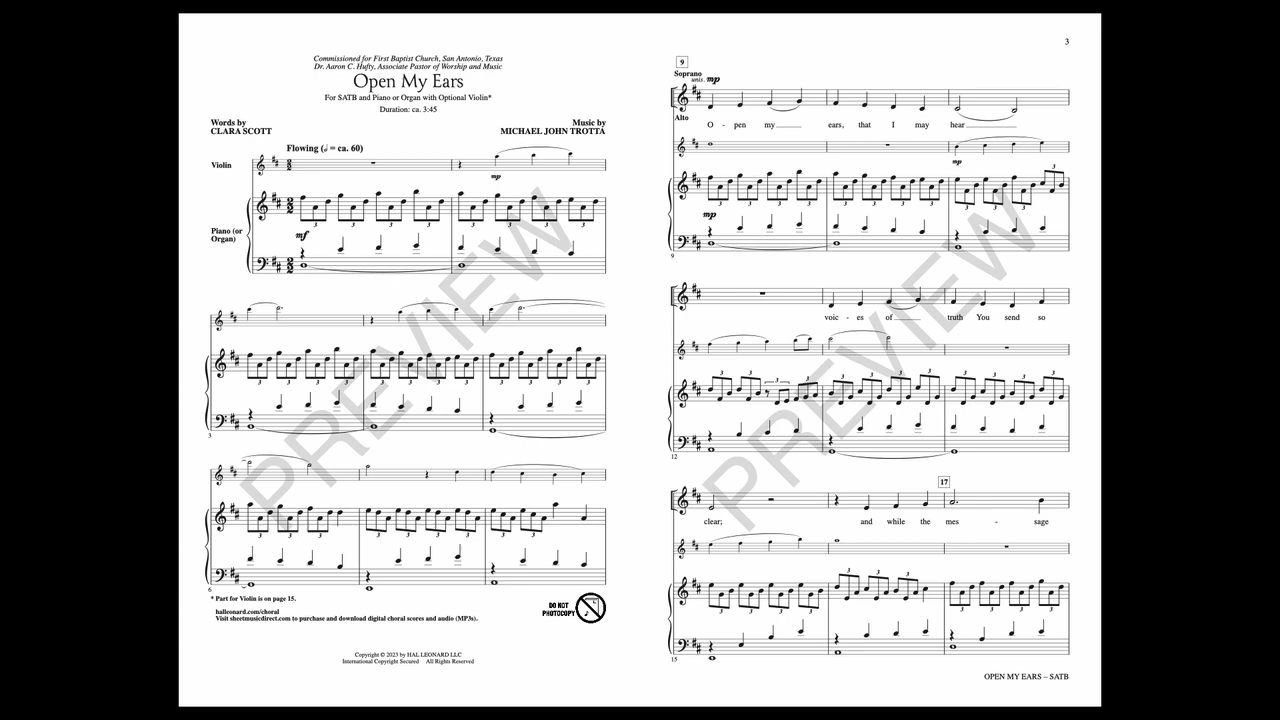 Commissioned for First Baptist Church, San Antonio, Texas
Dr. Aaron C. Hufty, Associate Pastor of Worship and Music
Open My Ears
For SATB and Piano or Organ with Optional Violin*
Duration: ca. 3:45
Words by
CLARA SCOTT
Music by
MICHAEL JOHN TROTTA
Flowing (𝅗𝅥 = ca. 60)
Violin
mp
Piano (or
Organ)
mf
3
6
* Part for Violin is on page 15.
halleonard.com/choral
Visit sheetmusicdirect.com to purchase and download digital choral scores and audio (MP3s).
DO NOT
PHOTOCOPY
Copyright © 2023 by HAL LEONARD LLC
International Copyright Secured All Rights Reserved
PREVIEW
3
9
Soprano
unis. mp
Alto
O - pen my ears, that I may hear
mp
mp
9
voic - es of truth You send so
12
17
clear; and while the mes - sage
15
OPEN MY EARS – SATB
PREVIEW